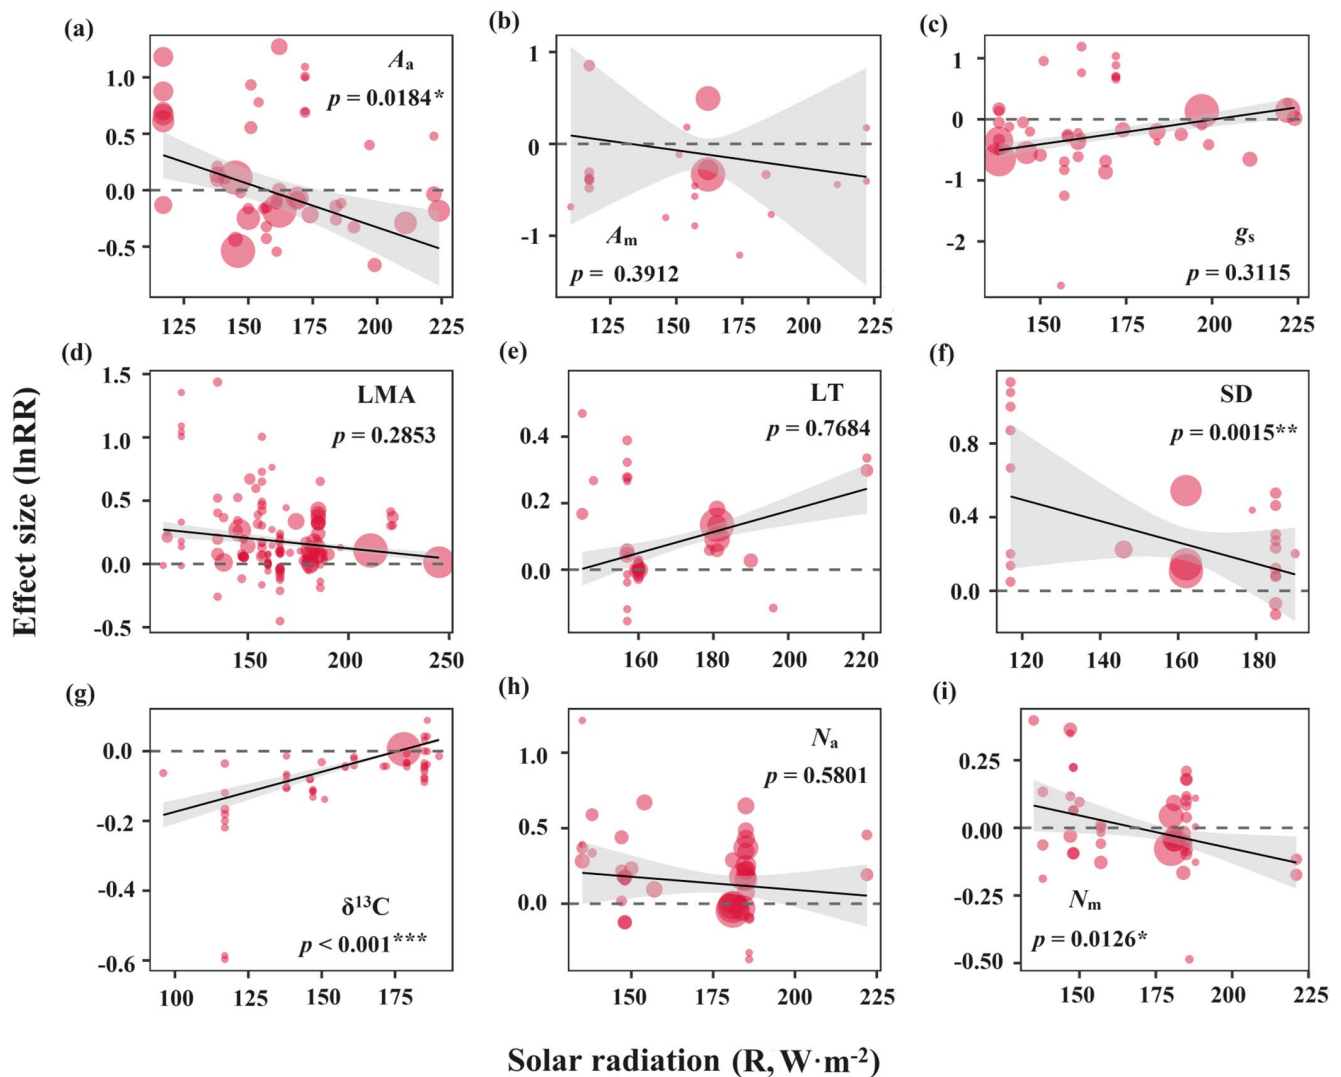 (a)
A_a
p = 0.0184*
1.0
0.5
0.0
-0.5
125
150
175
200
225
(b)
1
0
-1
A_m
p = 0.3912
125
150
175
200
225
(c)
1
0
-1
-2
g_s
p = 0.3115
150
175
200
225
Effect size (lnRR)
(d)
1.5
1.0
0.5
0.0
-0.5
LMA
p = 0.2853
150
200
250
(e)
0.4
0.2
0.0
LT
p = 0.7684
160
180
200
220
(f)
0.8
0.4
0.0
SD
p = 0.0015**
120
140
160
180
(g)
0.0
-0.2
-0.4
-0.6
δ¹³C
p < 0.001***
100
125
150
175
(h)
1.0
0.5
0.0
N_a
p = 0.5801
150
175
200
225
(i)
0.25
0.00
-0.25
-0.50
N_m
p = 0.0126*
150
175
200
225
Solar radiation (R, W·m⁻²)